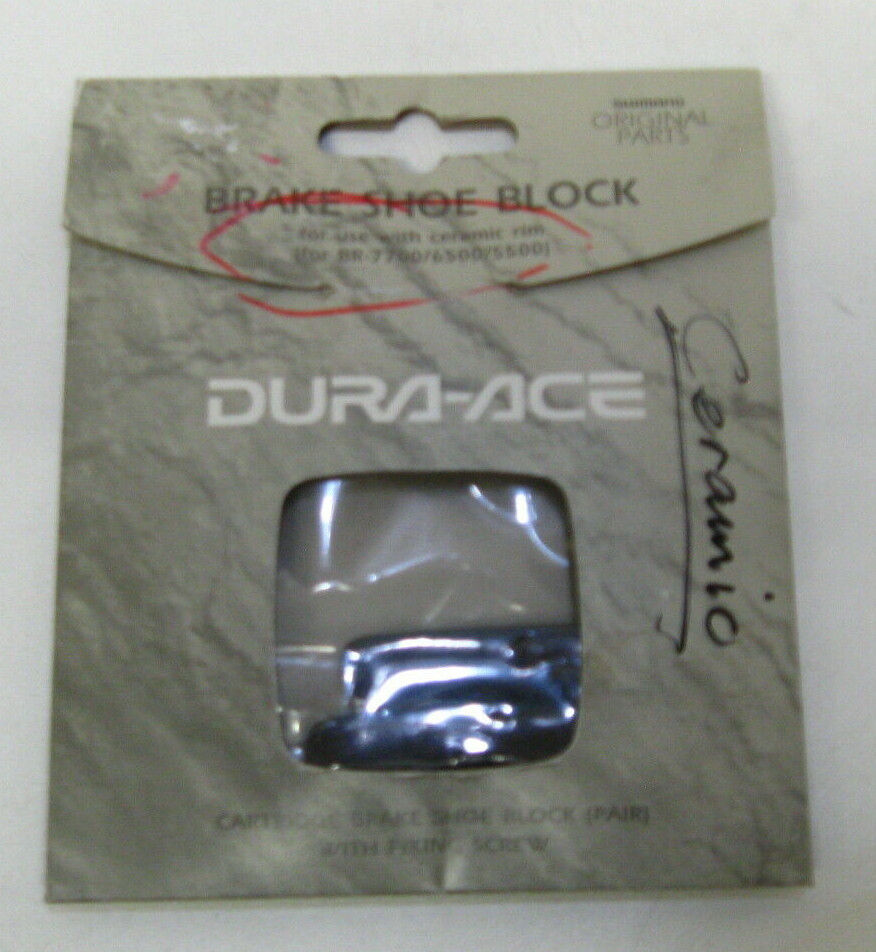 SHIMANO
ORIGINAL
PARTS
BRAKE SHOE BLOCK
for use with ceramic rim
(for BR-7700/6500/5500)
DURA-ACE
Ceramic
CARTRIDGE BRAKE SHOE BLOCK (PAIR)
WITH FIXING SCREW